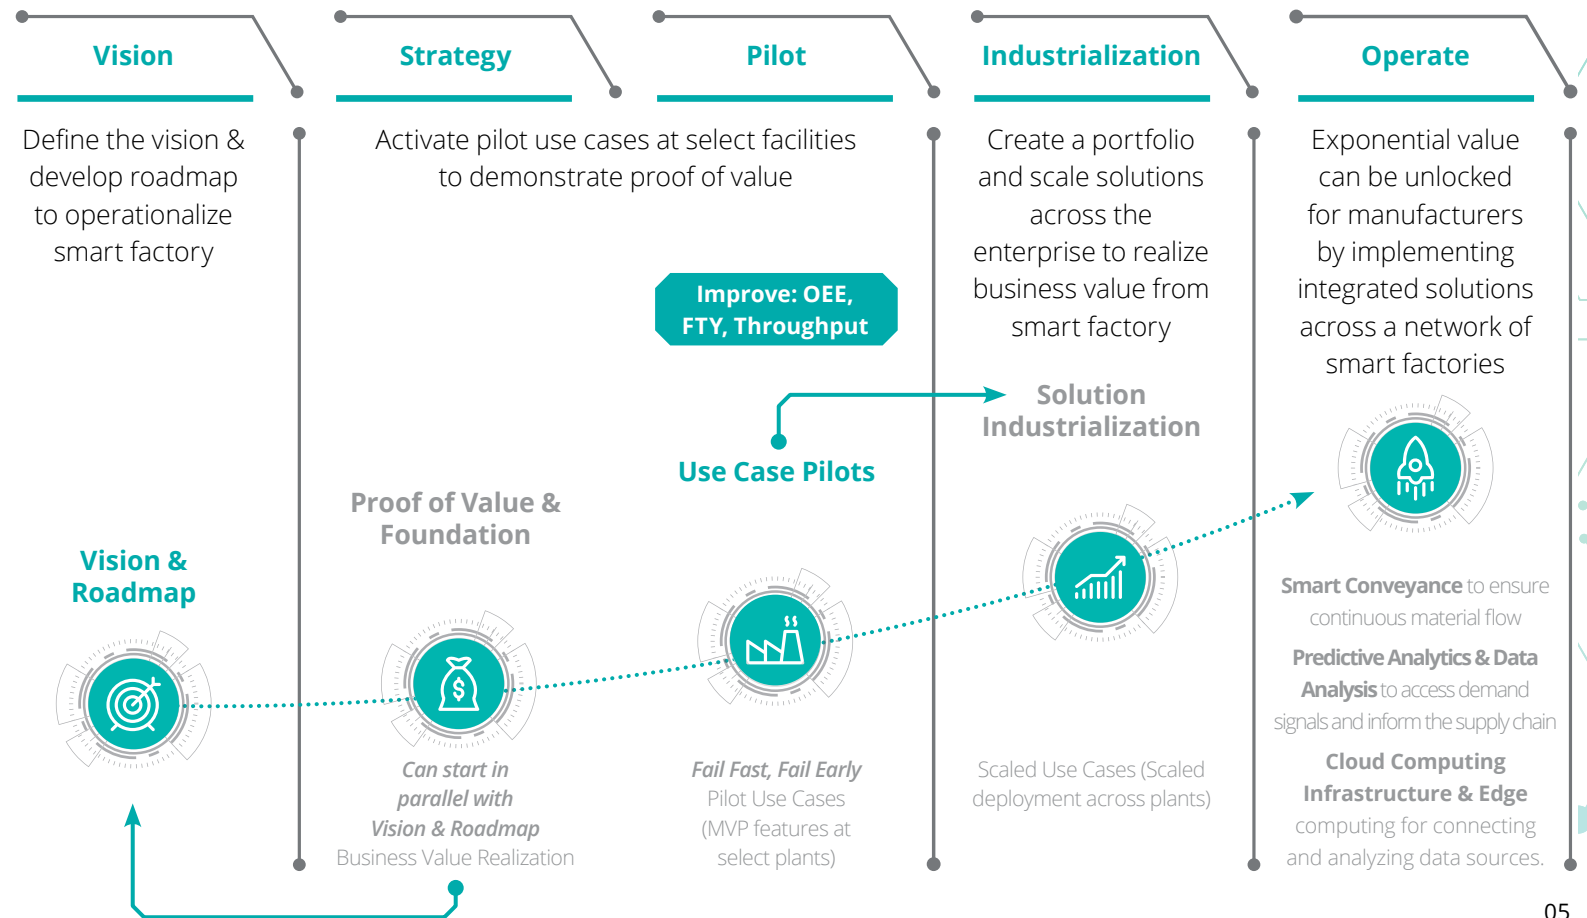 Vision
Strategy
Pilot
Industrialization
Operate
Define the vision &
develop roadmap
to operationalize
smart factory
Activate pilot use cases at select facilities
to demonstrate proof of value
Create a portfolio
and scale solutions
across the
enterprise to realize
business value from
smart factory
Exponential value
can be unlocked
for manufacturers
by implementing
integrated solutions
across a network of
smart factories
Improve: OEE,
FTY, Throughput
Vision &
Roadmap
Proof of Value &
Foundation
Use Case Pilots
Solution
Industrialization
$
Can start in
parallel with
Vision & Roadmap
Business Value Realization
Fail Fast, Fail Early
Pilot Use Cases
(MVP features at
select plants)
Scaled Use Cases (Scaled
deployment across plants)
Smart Conveyance to ensure
continuous material flow
Predictive Analytics & Data
Analysis to access demand
signals and inform the supply chain
Cloud Computing
Infrastructure & Edge
computing for connecting
and analyzing data sources.
05